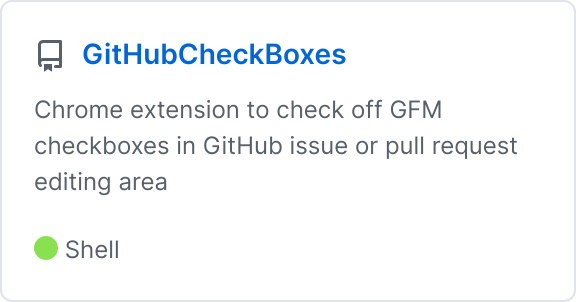 GitHubCheckBoxes
Chrome extension to check off GFM
checkboxes in GitHub issue or pull request
editing area
Shell